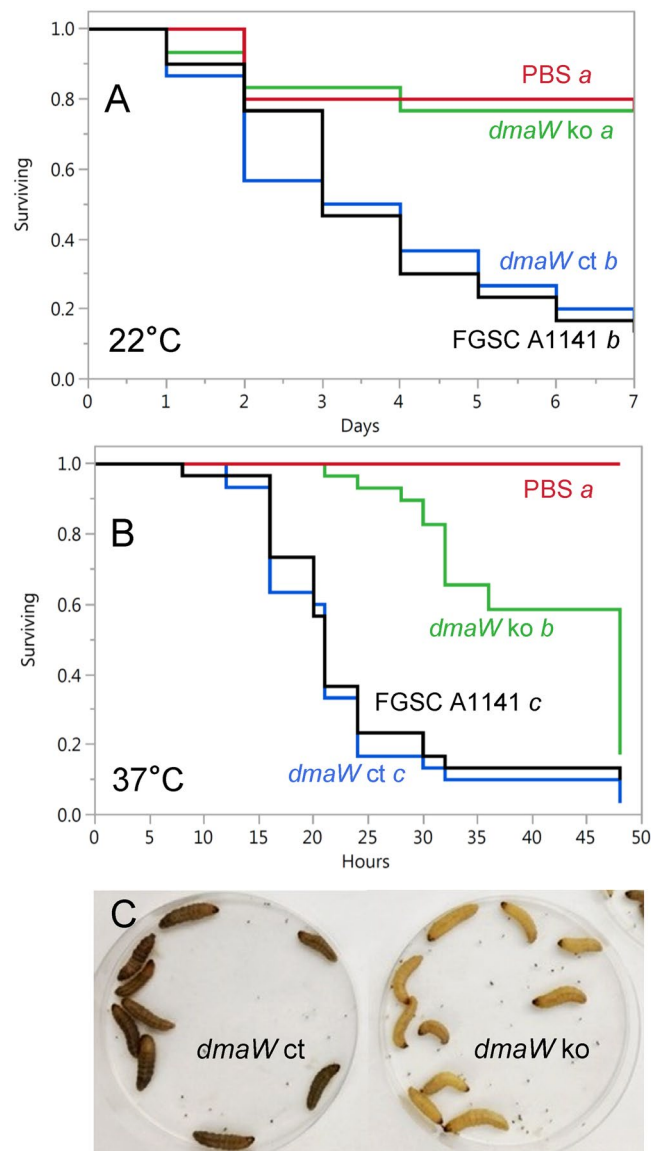 1.0
0.8
0.6
0.4
0.2
0.0
Surviving
A
PBS a
dmaW ko a
dmaW ct b
FGSC A1141 b
22°C
0 1 2 3 4 5 6 7
Days
1.0
0.8
0.6
0.4
0.2
0.0
Surviving
B
PBS a
dmaW ko b
FGSC A1141 c
dmaW ct c
37°C
0 5 10 15 20 25 30 35 40 45 50
Hours
C
dmaW ct
dmaW ko